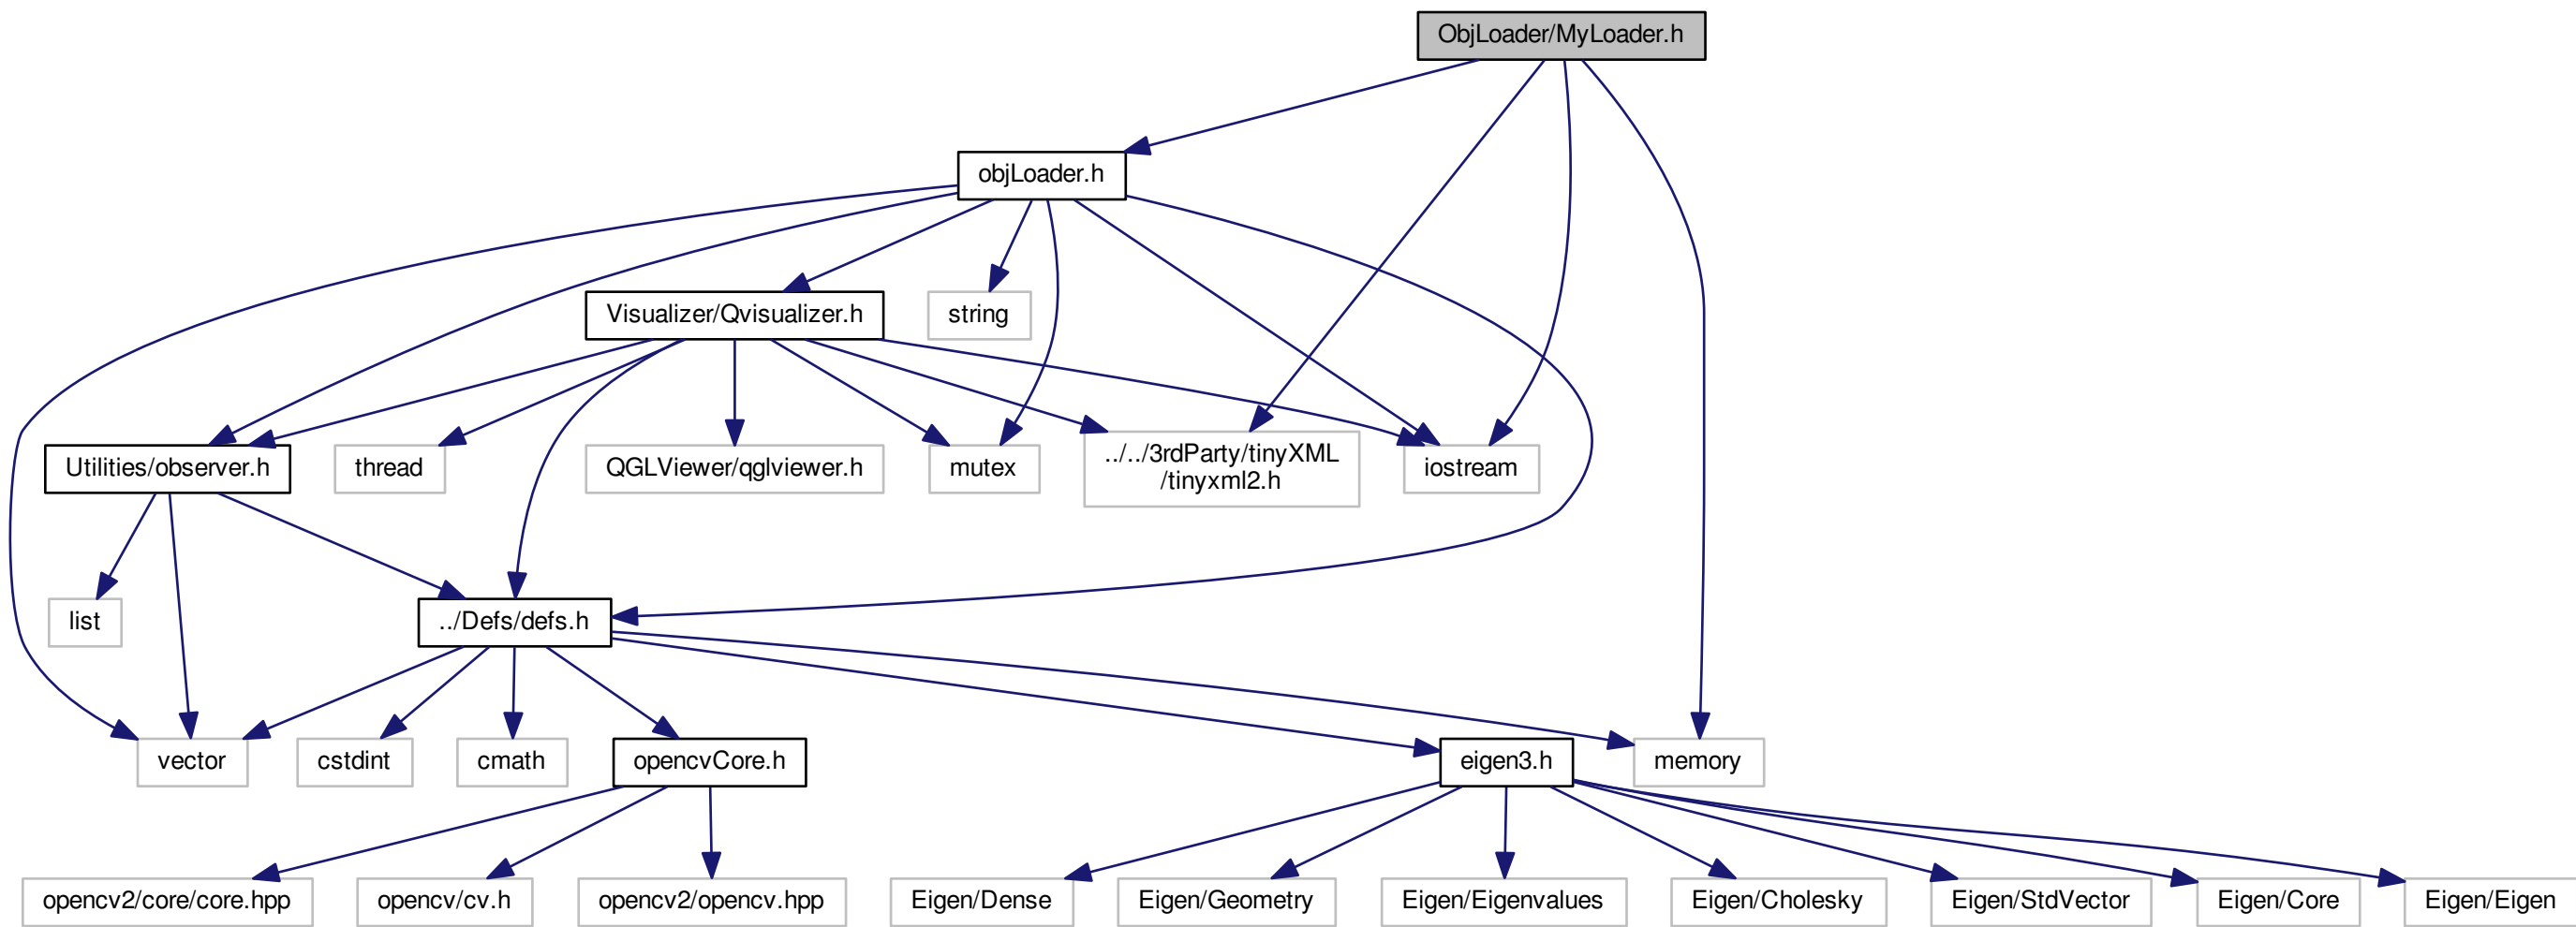 ObjLoader/MyLoader.h
objLoader.h
Visualizer/Qvisualizer.h
string
Utilities/observer.h
thread
QGLViewer/qglviewer.h
mutex
../../3rdParty/tinyXML
/tinyxml2.h
iostream
list
../Defs/defs.h
vector
cstdint
cmath
opencvCore.h
eigen3.h
memory
opencv2/core/core.hpp
opencv/cv.h
opencv2/opencv.hpp
Eigen/Dense
Eigen/Geometry
Eigen/Eigenvalues
Eigen/Cholesky
Eigen/StdVector
Eigen/Core
Eigen/Eigen